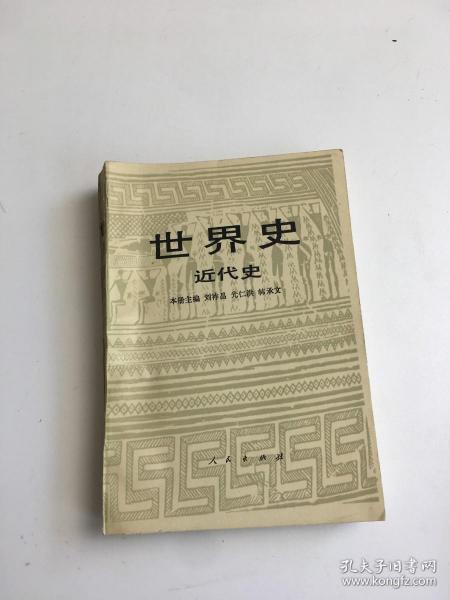 世界史
近代史
本册主编 刘祚昌 光仁洪 韩承文
人民出版社
孔夫子旧书网
www.kongfz.com